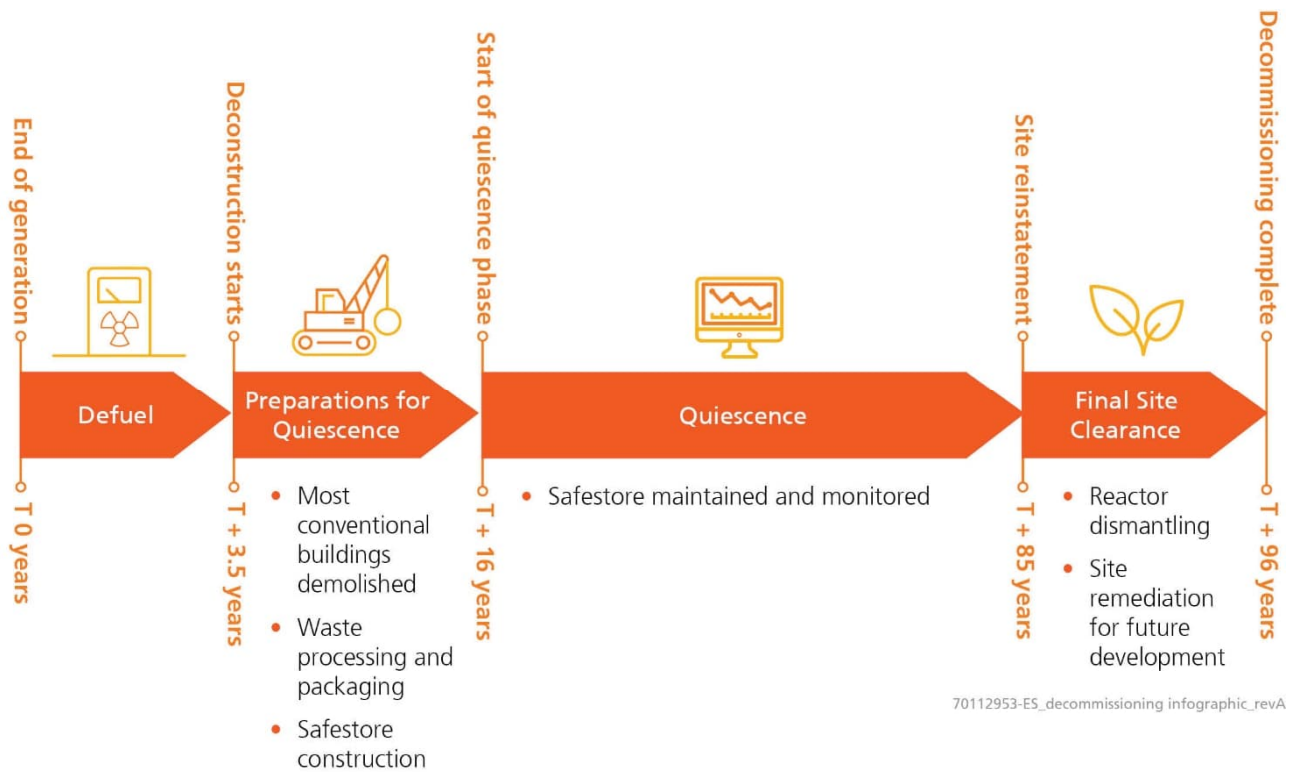 End of generation
Deconstruction starts
Start of quiescence phase
Site reinstatement
Decommissioning complete
Defuel
Preparations for
Quiescence
Quiescence
Final Site
Clearance
T 0 years
T + 3.5 years
T + 16 years
T + 85 years
T + 96 years
• Most
conventional
buildings
demolished
• Waste
processing and
packaging
• Safestore
construction
• Safestore maintained and monitored
• Reactor
dismantling
• Site
remediation
for future
development
70112953-ES_decommissioning infographic_revA